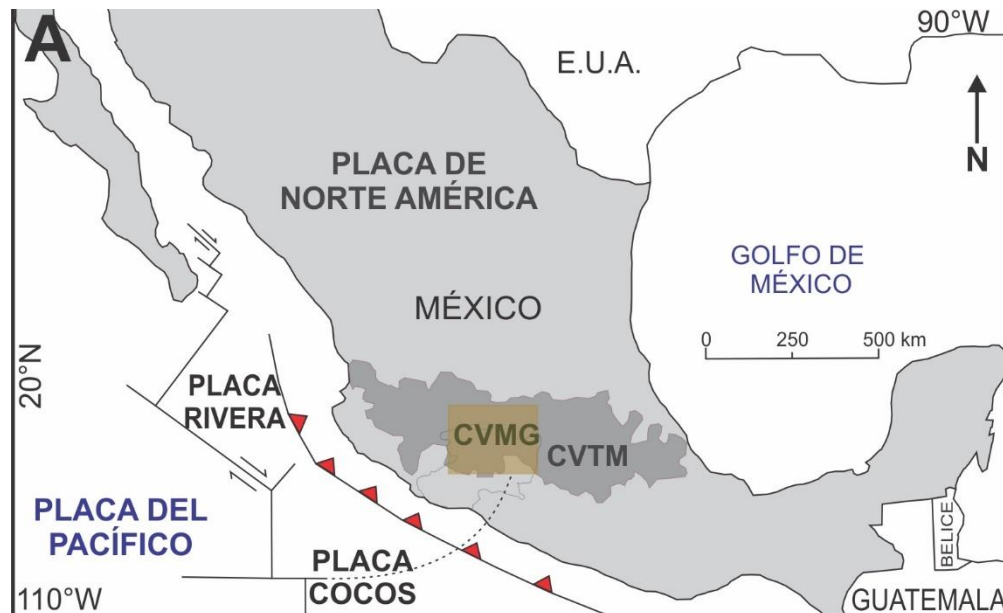 A
90°W
E.U.A.
N
PLACA DE
NORTE AMÉRICA
GOLFO DE
MÉXICO
MÉXICO
0 250 500 km
20°N
PLACA
RIVERA
CVMG
CVTM
PLACA DEL
PACÍFICO
PLACA
COCOS
BELICE
110°W
GUATEMALA